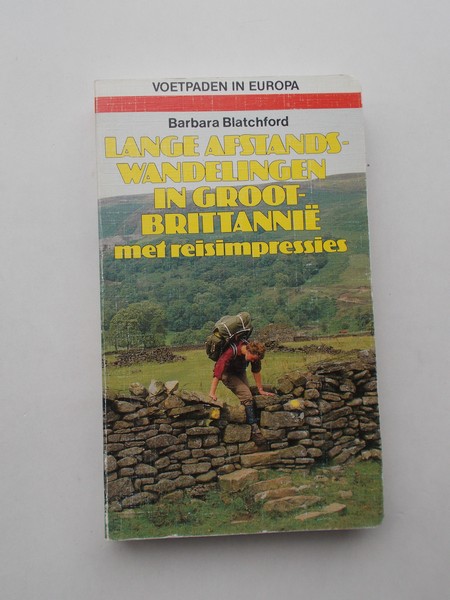 VOETPADEN IN EUROPA
Barbara Blatchford
LANGE AFSTANDS-
WANDELINGEN
IN GROOT-
BRITTANNIË
met reisimpressies